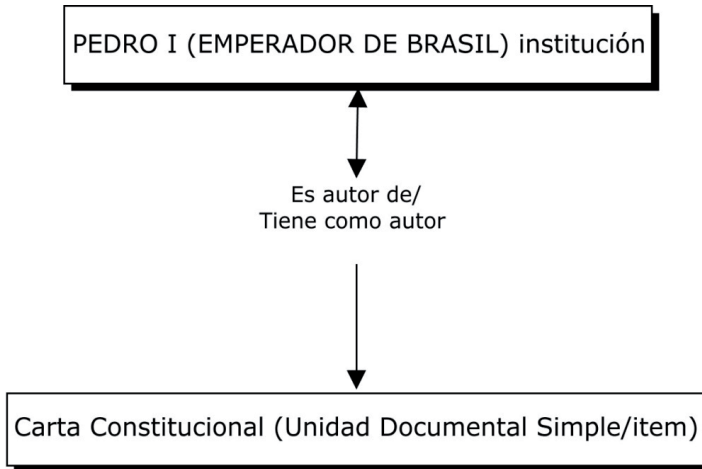 PEDRO I (EMPERADOR DE BRASIL) institución
Es autor de/
Tiene como autor
Carta Constitucional (Unidad Documental Simple/item)